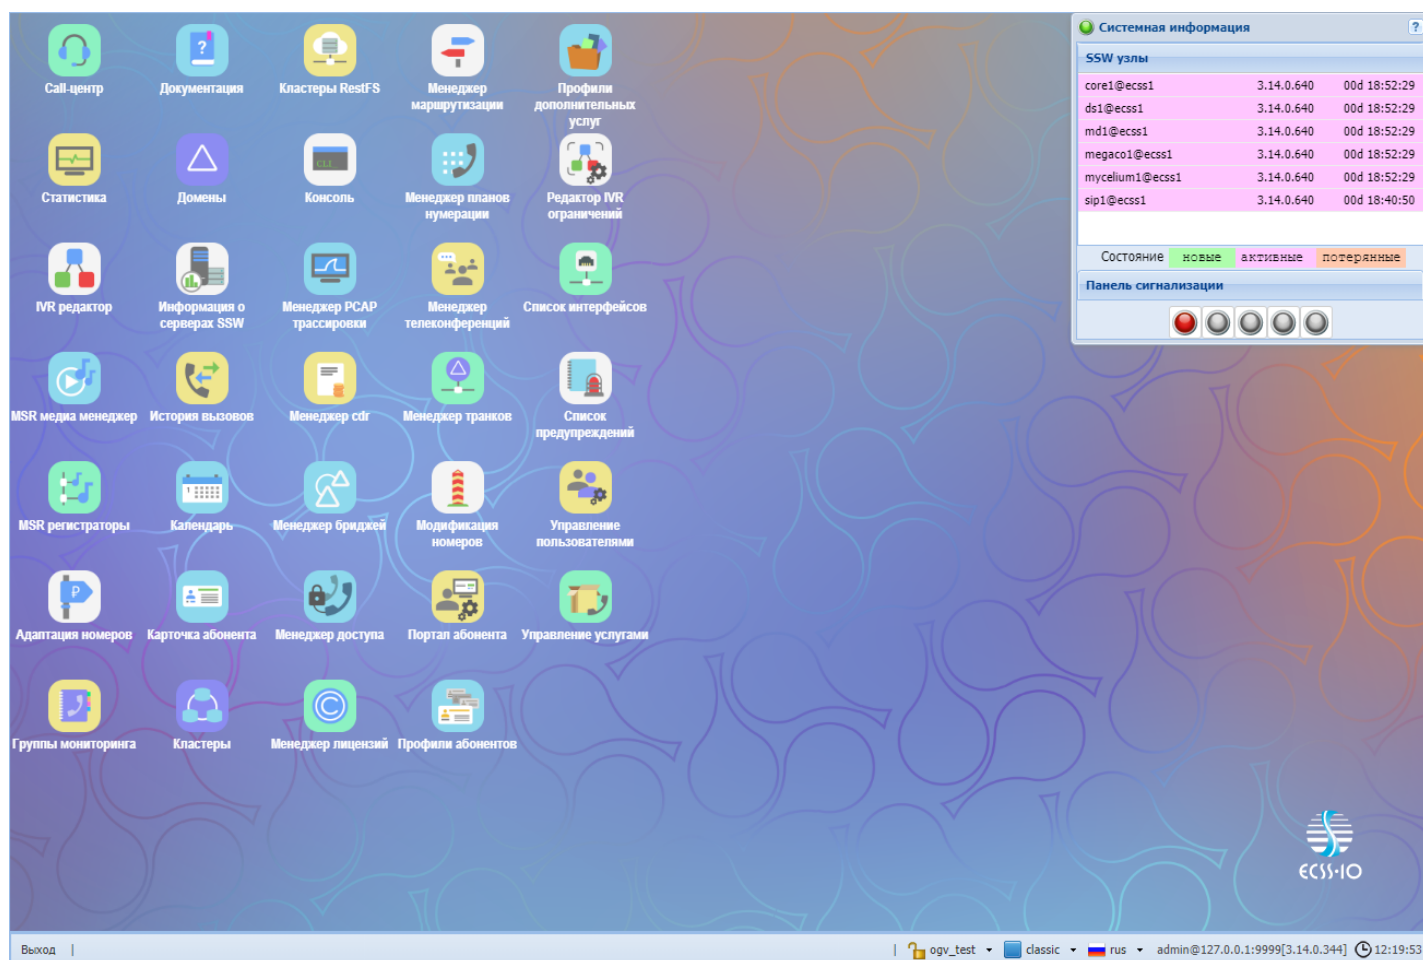 Call-центр
Документация
Кластеры RestFS
Менеджер
маршрутизации
Профили
дополнительных
услуг
Статистика
Домены
CLI_
Консоль
Менеджер планов
нумерации
Редактор IVR
ограничений
IVR редактор
Информация о
серверах SSW
Менеджер PCAP
трассировки
Менеджер
телеконференций
Список интерфейсов
MSR медиа менеджер
История вызовов
Менеджер cdr
Менеджер транков
Список
предупреждений
MSR регистраторы
Календарь
Менеджер бриджей
Модификация
номеров
Управление
пользователями
Адаптация номеров
Карточка абонента
Менеджер доступа
Портал абонента
Управление услугами
Группы мониторинга
Кластеры
Менеджер лицензий
Профили абонентов
Системная информация ?
SSW узлы
core1@ecss1 3.14.0.640 00d 18:52:29
ds1@ecss1 3.14.0.640 00d 18:52:29
md1@ecss1 3.14.0.640 00d 18:52:29
megaco1@ecss1 3.14.0.640 00d 18:52:29
mycelium1@ecss1 3.14.0.640 00d 18:52:29
sip1@ecss1 3.14.0.640 00d 18:40:50
Состояние новые активные потерянные
Панель сигнализации
ECSS·10
Выход | | ogv_test classic rus admin@127.0.0.1:9999[3.14.0.344] 12:19:53